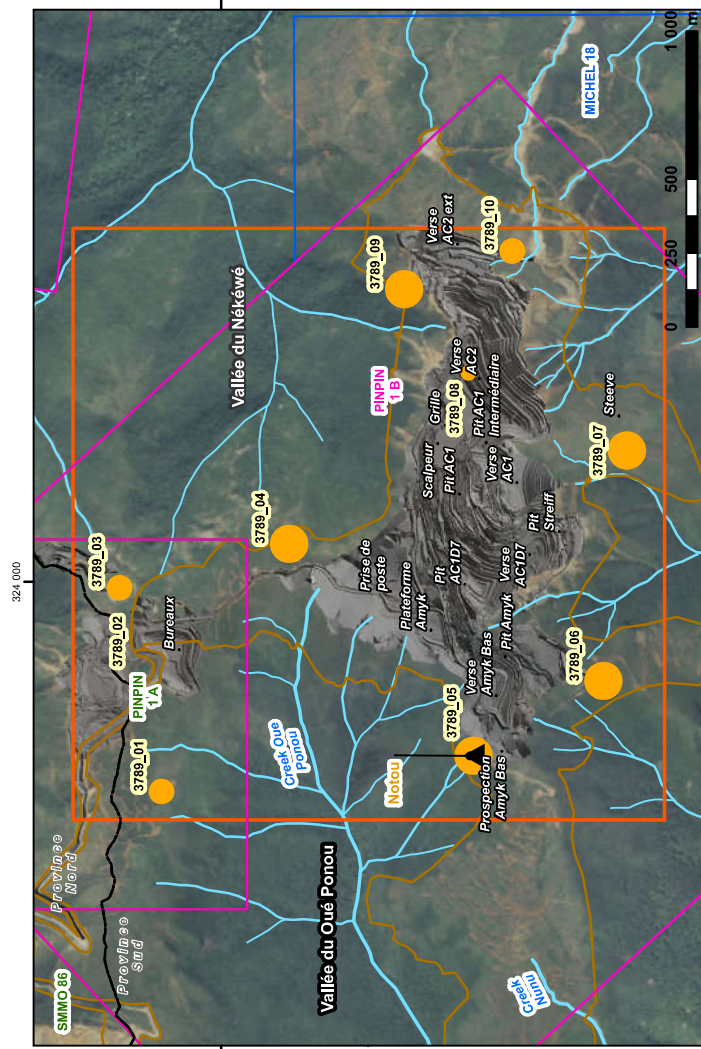 324 000
SMMO 86
Province
Nord
Province
Sud
PINPIN
1 A
3789_01
3789_02
3789_03
Bureaux
Vallée du Nékéwé
3789_04
Creek Oue
Ponou
Vallée du Oué Ponou
Notou
Prise de
poste
Plateforme
Amyk
PINPIN
1 B
3789_09
Verse
AC2 ext
3789_10
MICHEL 18
Grille
Scalpeur
3789_08
Verse
AC2
Pit AC1
Pit AC1
Intermédiaire
Verse
AC1
Pit
AC1D7
Verse
AC1D7
Pit
Streiff
Pit Amyk
Verse
Amyk Bas
3789_05
Prospection
Amyk Bas
3789_06
3789_07
Steeve
Creek
Nunu
0
250
500
1 000
m